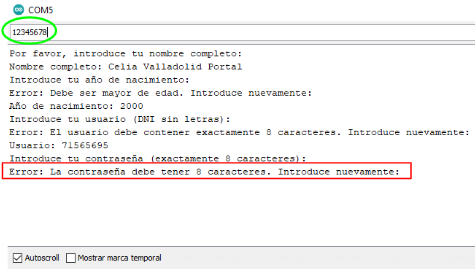 COM5
12345678
Por favor, introduce tu nombre completo:
Nombre completo: Celia Valladolid Portal
Introduce tu año de nacimiento:
Error: Debe ser mayor de edad. Introduce nuevamente:
Año de nacimiento: 2000
Introduce tu usuario (DNI sin letras):
Error: El usuario debe contener exactamente 8 caracteres. Introduce nuevamente:
Usuario: 71565695
Introduce tu contraseña (exactamente 8 caracteres):
Error: La contraseña debe tener 8 caracteres. Introduce nuevamente:
Autoscroll Mostrar marca temporal